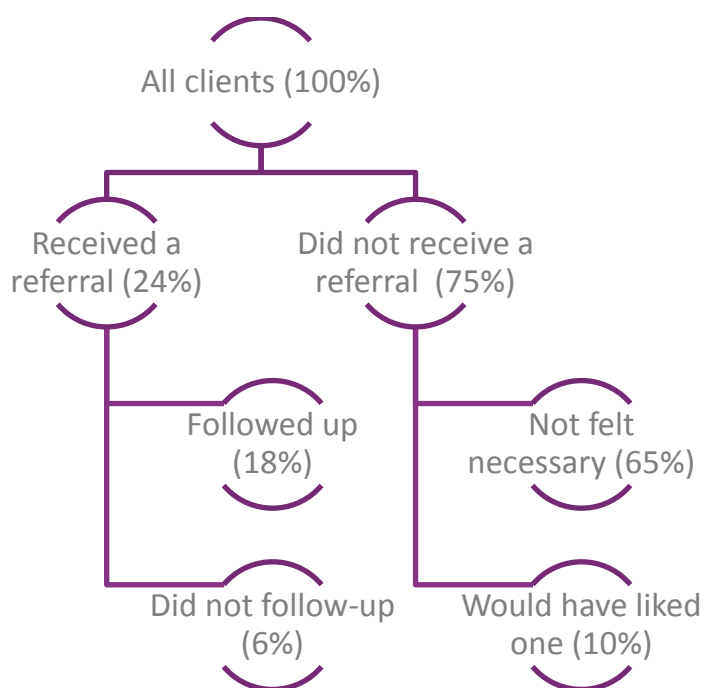 All clients (100%)
Received a
referral (24%)
Did not receive a
referral (75%)
Followed up
(18%)
Not felt
necessary (65%)
Did not follow-up
(6%)
Would have liked
one (10%)